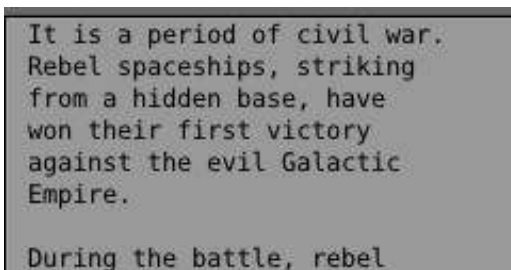 It is a period of civil war.
Rebel spaceships, striking
from a hidden base, have
won their first victory
against the evil Galactic
Empire.
During the battle, rebel